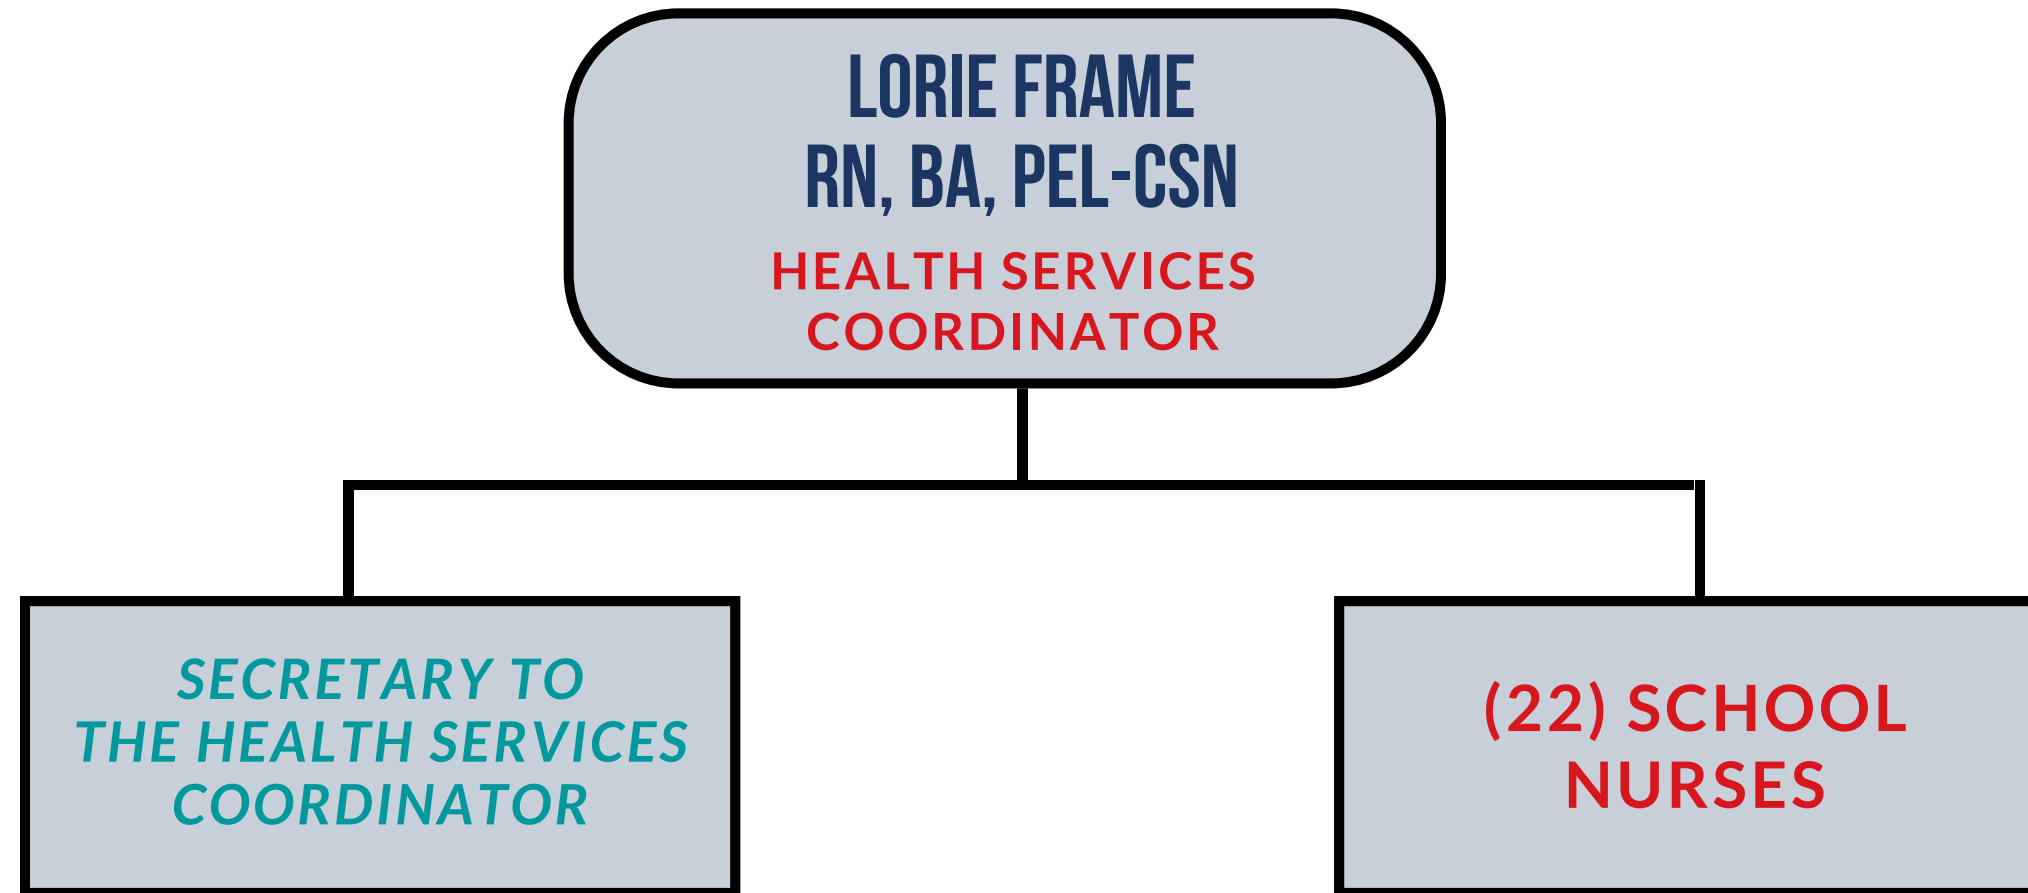 LORIE FRAME
RN, BA, PEL-CSN
HEALTH SERVICES
COORDINATOR
SECRETARY TO
THE HEALTH SERVICES
COORDINATOR
(22) SCHOOL
NURSES